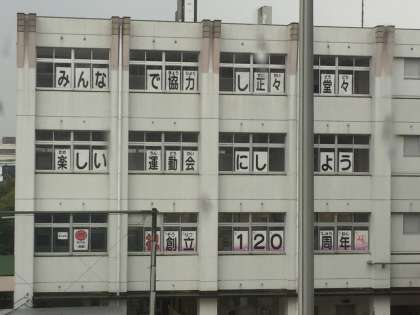 みんなで協力し正々堂々
楽しい運動会にしよう
祝創立120周年